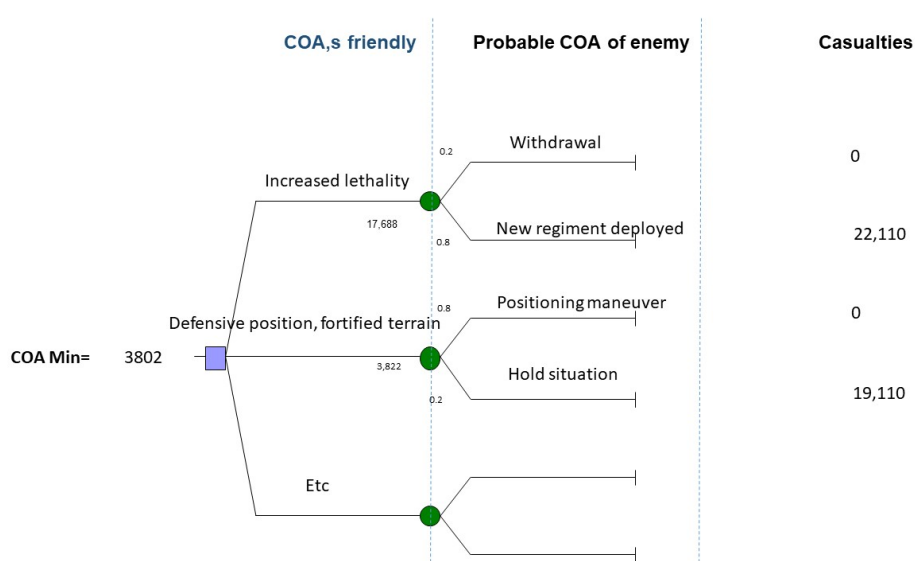 COA,s friendly
Probable COA of enemy
Casualties
0.2
Withdrawal
0
Increased lethality
17,688
0.8
New regiment deployed
22,110
0.8
Positioning maneuver
0
Defensive position, fortified terrain
COA Min= 3802
3,822
Hold situation
0.2
19,110
Etc